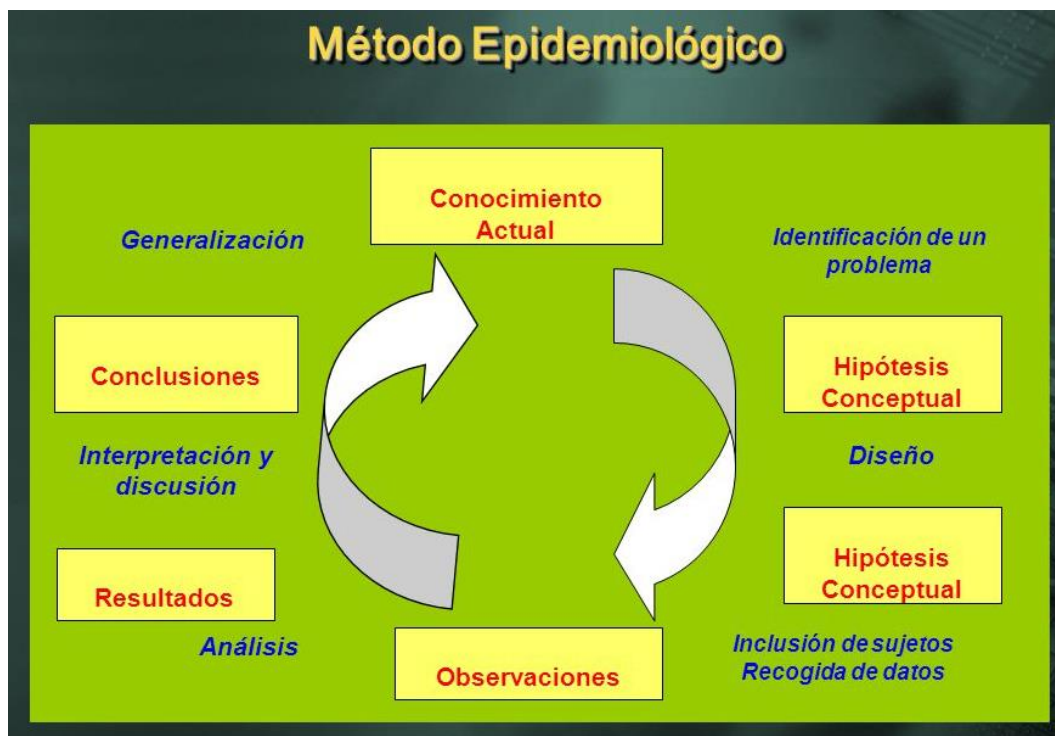 Método Epidemiológico
Conocimiento
Actual
Generalización
Identificación de un
problema
Conclusiones
Hipótesis
Conceptual
Interpretación y
discusión
Diseño
Hipótesis
Conceptual
Resultados
Análisis
Inclusión de sujetos
Recogida de datos
Observaciones